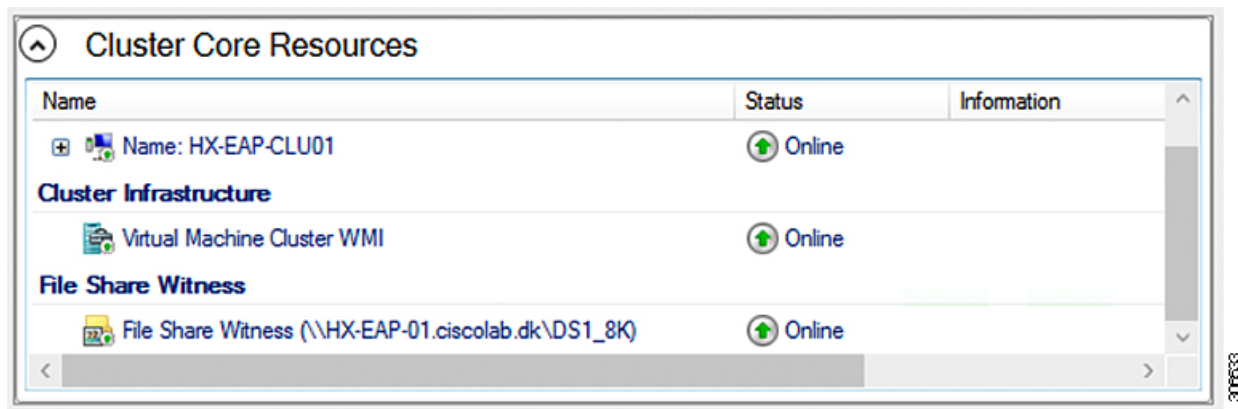 Cluster Core Resources
Name Status Information
Name: HX-EAP-CLU01 Online
Cluster Infrastructure
Virtual Machine Cluster WMI Online
File Share Witness
File Share Witness (\\HX-EAP-01.ciscolab.dk\DS1_8K) Online
306533